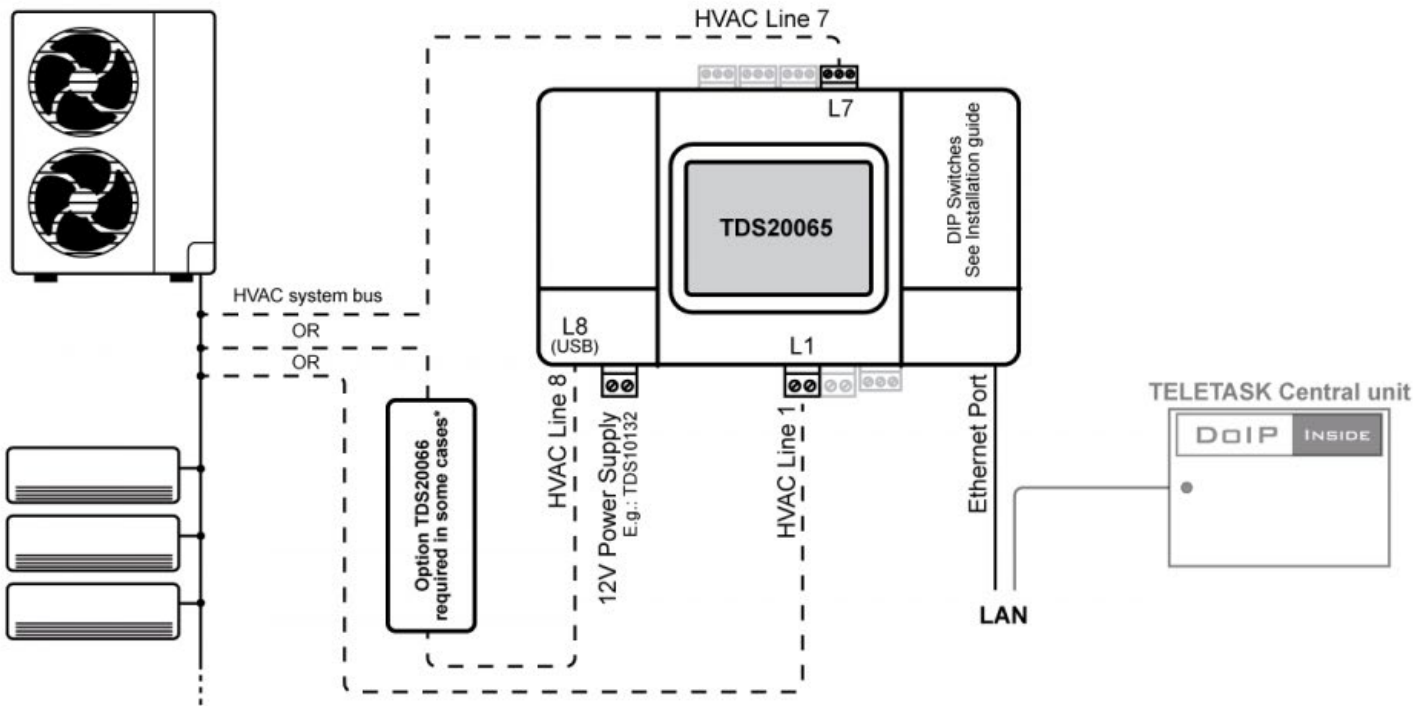 HVAC Line 7
L7
DIP Switches
See Installation guide
TDS20065
HVAC system bus
OR
OR
L8
(USB)
L1
HVAC Line 8
12V Power Supply
E.g.: TDS10132
HVAC Line 1
Ethernet Port
Option TDS20066
required in some cases*
TELETASK Central unit
DoIP INSIDE
LAN